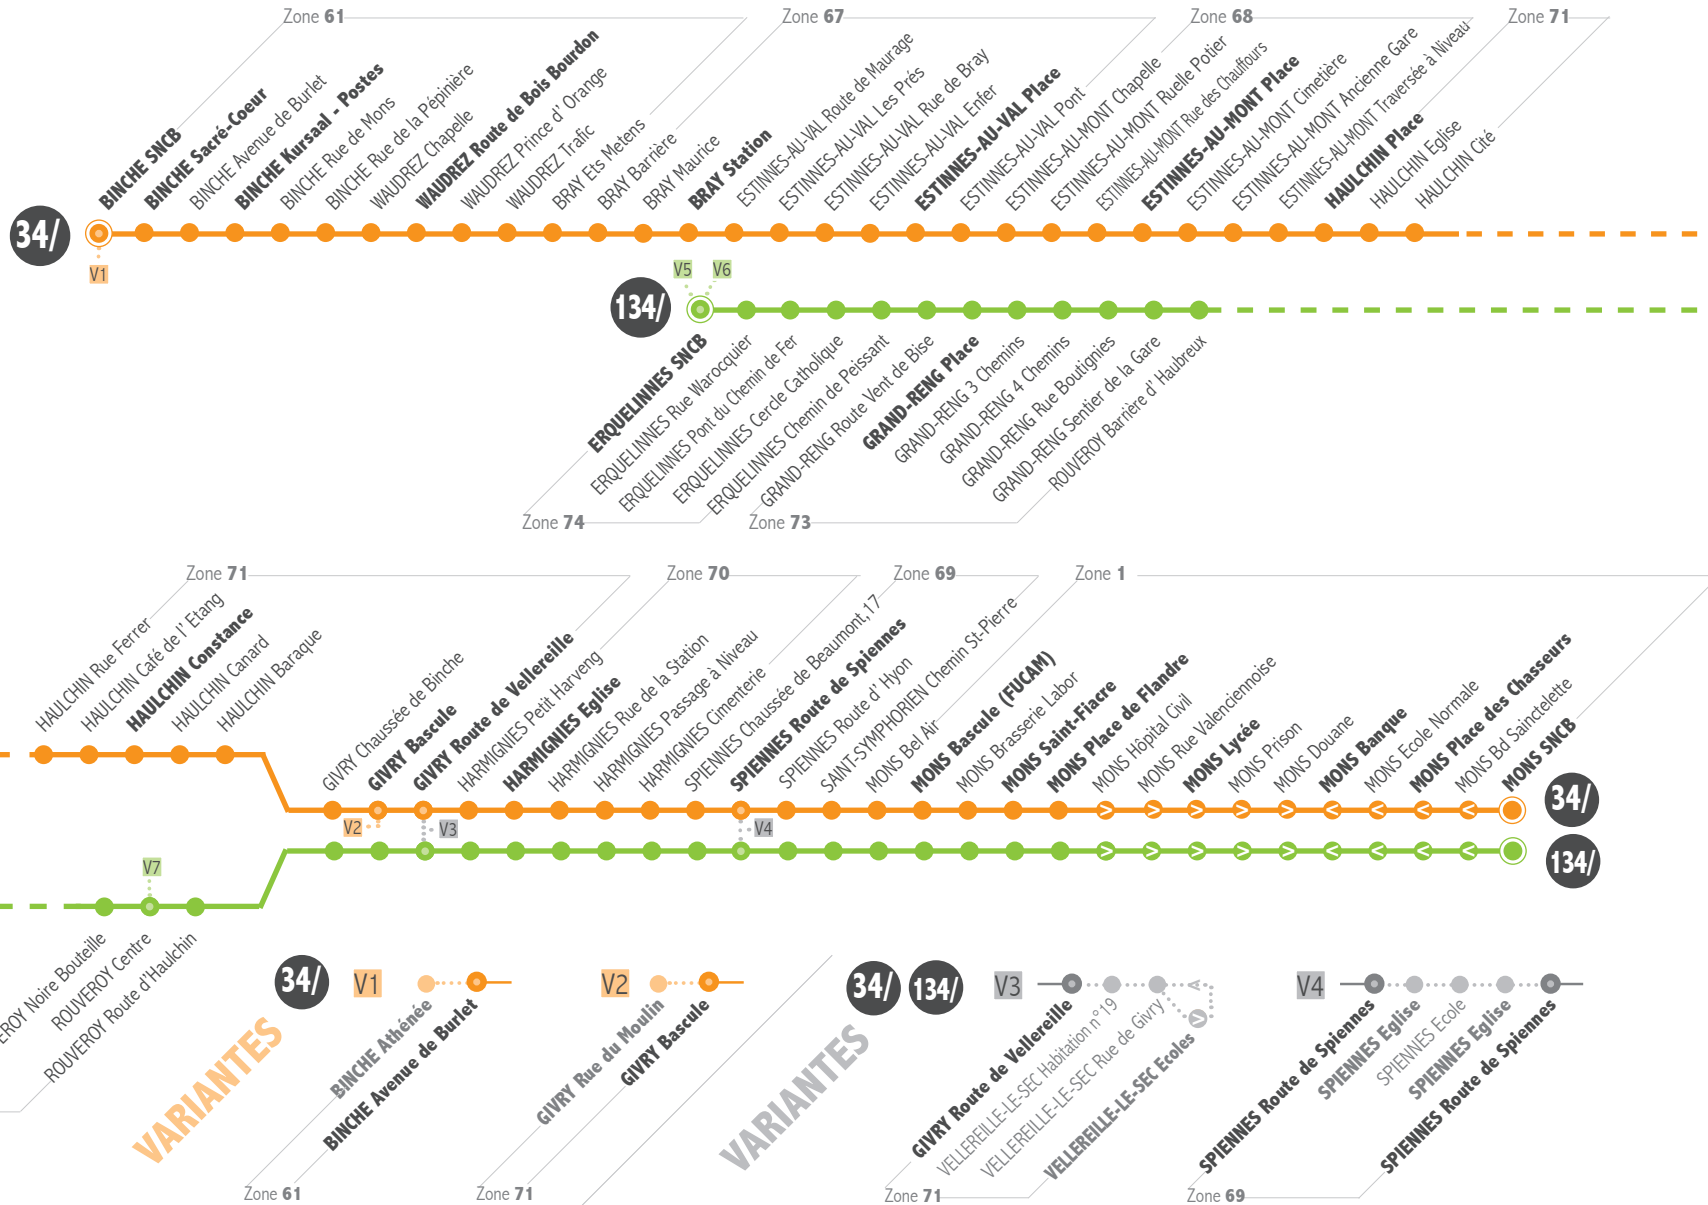 Zone 61
Zone 67
Zone 68
Zone 71
34/
BINCHE SNCB
BINCHE Sacré-Coeur
BINCHE Avenue de Burlet
BINCHE Kursaal - Postes
BINCHE Rue de Mons
BINCHE Rue de la Pépinière
WAUDREZ Chapelle
WAUDREZ Route de Bois Bourdon
WAUDREZ Prince d' Orange
WAUDREZ Trafic
BRAY Ets Metens
BRAY Barrière
BRAY Maurice
BRAY Station
ESTINNES-AU-VAL Route de Maurage
ESTINNES-AU-VAL Les Prés
ESTINNES-AU-VAL Rue de Bray
ESTINNES-AU-VAL Enfer
ESTINNES-AU-VAL Place
ESTINNES-AU-VAL Pont
ESTINNES-AU-MONT Chapelle
ESTINNES-AU-MONT Ruelle Potier
ESTINNES-AU-MONT Rue des Chauffours
ESTINNES-AU-MONT Place
ESTINNES-AU-MONT Cimetière
ESTINNES-AU-MONT Ancienne Gare
ESTINNES-AU-MONT Traversée à Niveau
HAULCHIN Place
HAULCHIN Eglise
HAULCHIN Cité
V1
V5
V6
134/
ERQUELINNES SNCB
ERQUELINNES Rue Warocquier
ERQUELINNES Pont du Chemin de Fer
ERQUELINNES Cercle Catholique
ERQUELINNES Chemin de Peissant
GRAND-RENG Route Vent de Bise
GRAND-RENG Place
GRAND-RENG 3 Chemins
GRAND-RENG 4 Chemins
GRAND-RENG Rue Boutignies
GRAND-RENG Sentier de la Gare
ROUVEROY Barrière d' Haubreux
Zone 74
Zone 73
Zone 71
Zone 70
Zone 69
Zone 1
HAULCHIN Rue Ferrer
HAULCHIN Café de l' Etang
HAULCHIN Constance
HAULCHIN Canard
HAULCHIN Baraque
GIVRY Chaussée de Binche
GIVRY Bascule
GIVRY Route de Vellereille
HARMIGNIES Petit Harveng
HARMIGNIES Eglise
HARMIGNIES Rue de la Station
HARMIGNIES Passage à Niveau
HARMIGNIES Cimenterie
SPIENNES Chaussée de Beaumont,17
SPIENNES Route de Spiennes
SPIENNES Route d' Hyon
SAINT-SYMPHORIEN Chemin St-Pierre
MONS Bel Air
MONS Bascule (FUCAM)
MONS Brasserie Labor
MONS Saint-Fiacre
MONS Place de Flandre
MONS Hôpital Civil
MONS Rue Valenciennoise
MONS Lycée
MONS Prison
MONS Douane
MONS Banque
MONS Ecole Normale
MONS Place des Chasseurs
MONS Bd Sainctelette
MONS SNCB
34/
V2
V3
V4
134/
V7
EROY Noire Bouteille
ROUVEROY Centre
ROUVEROY Route d'Haulchin
VARIANTES
34/
V1
BINCHE Athénée
BINCHE Avenue de Burlet
Zone 61
V2
GIVRY Rue du Moulin
GIVRY Bascule
Zone 71
VARIANTES
34/
134/
V3
GIVRY Route de Vellereille
VELLEREILLE-LE-SEC Habitation n°19
VELLEREILLE-LE-SEC Rue de Givry
VELLEREILLE-LE-SEC Ecoles
Zone 71
V4
SPIENNES Route de Spiennes
SPIENNES Eglise
SPIENNES Ecole
SPIENNES Eglise
SPIENNES Route de Spiennes
Zone 69